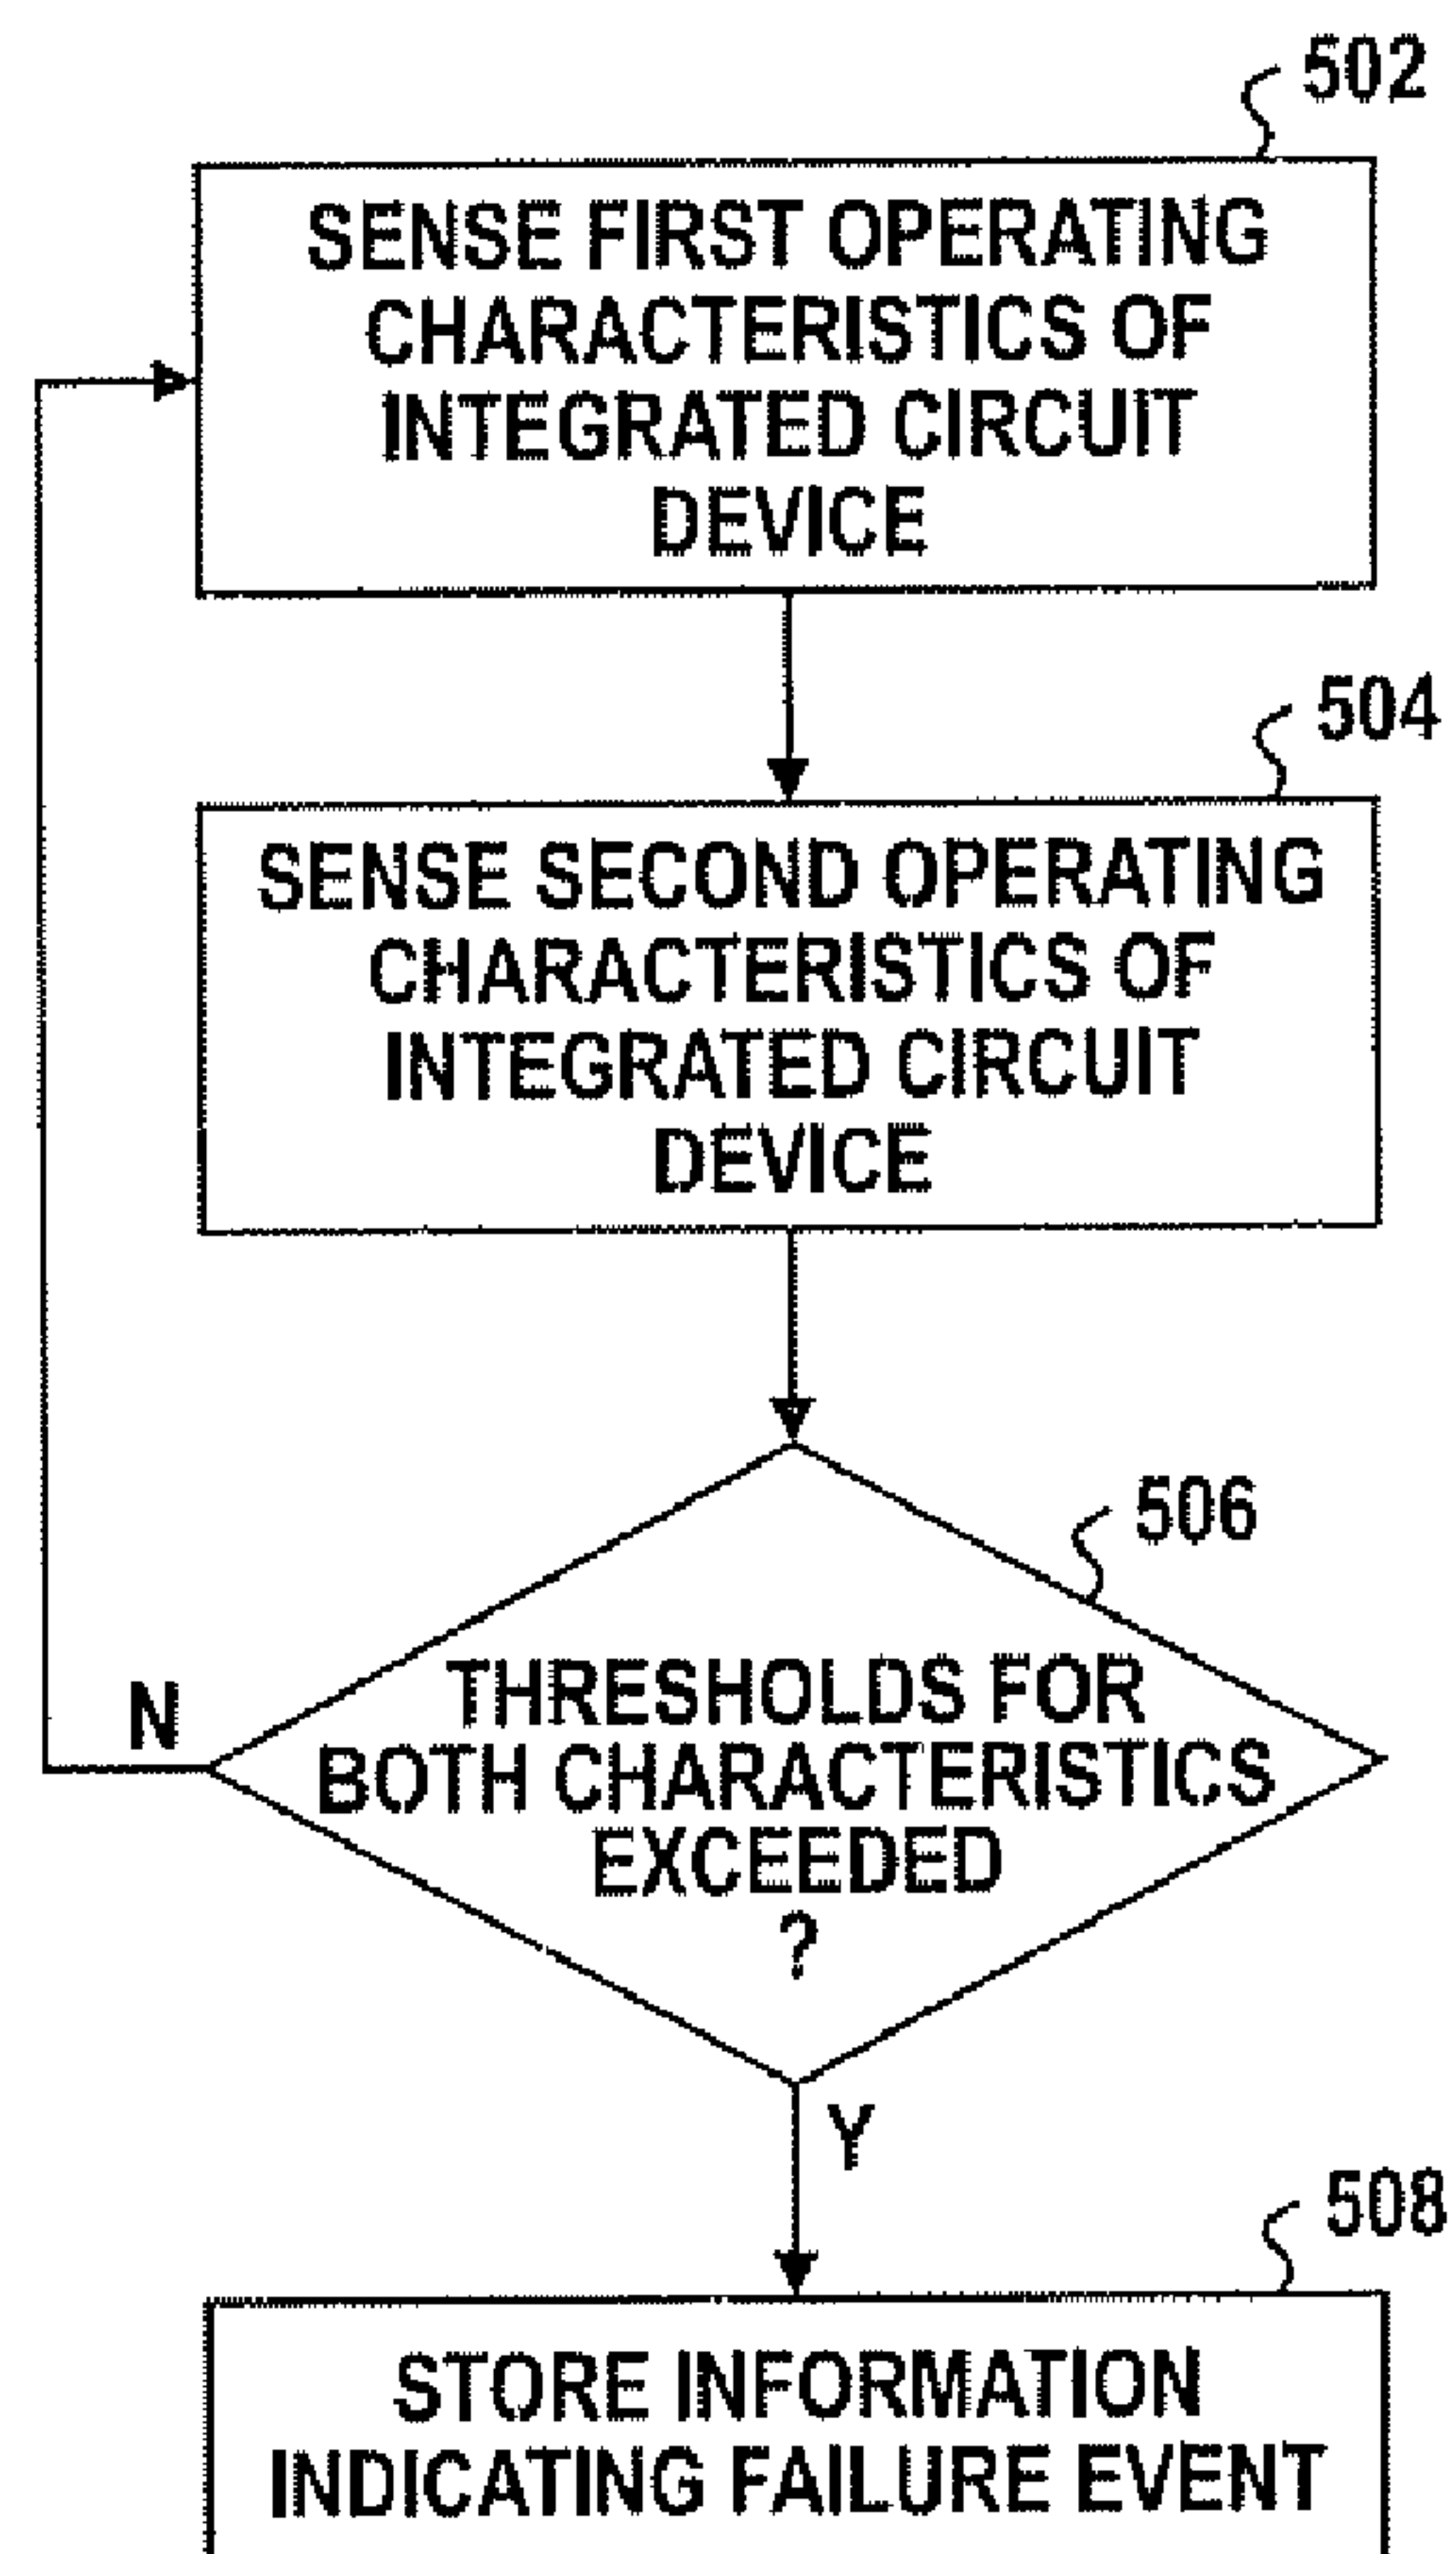 502
SENSE FIRST OPERATING
CHARACTERISTICS OF
INTEGRATED CIRCUIT
DEVICE
504
SENSE SECOND OPERATING
CHARACTERISTICS OF
INTEGRATED CIRCUIT
DEVICE
506
THRESHOLDS FOR
BOTH CHARACTERISTICS
EXCEEDED
?
N
Y
508
STORE INFORMATION
INDICATING FAILURE EVENT